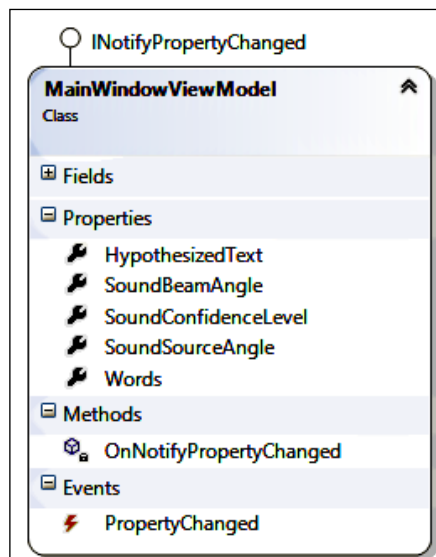 INotifyPropertyChanged
MainWindowViewModel
Class
Fields
Properties
HypothesizedText
SoundBeamAngle
SoundConfidenceLevel
SoundSourceAngle
Words
Methods
OnNotifyPropertyChanged
Events
PropertyChanged